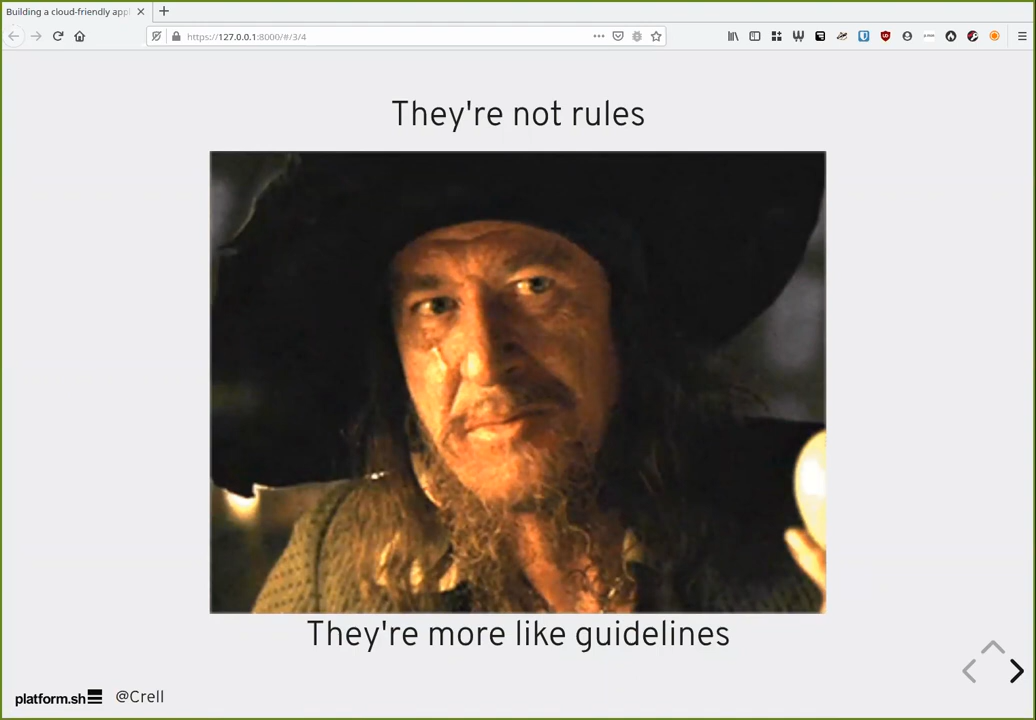 Building a cloud-friendly appl
https://127.0.0.1:8000/#/3/4
They're not rules
They're more like guidelines
platform.sh
@Crell